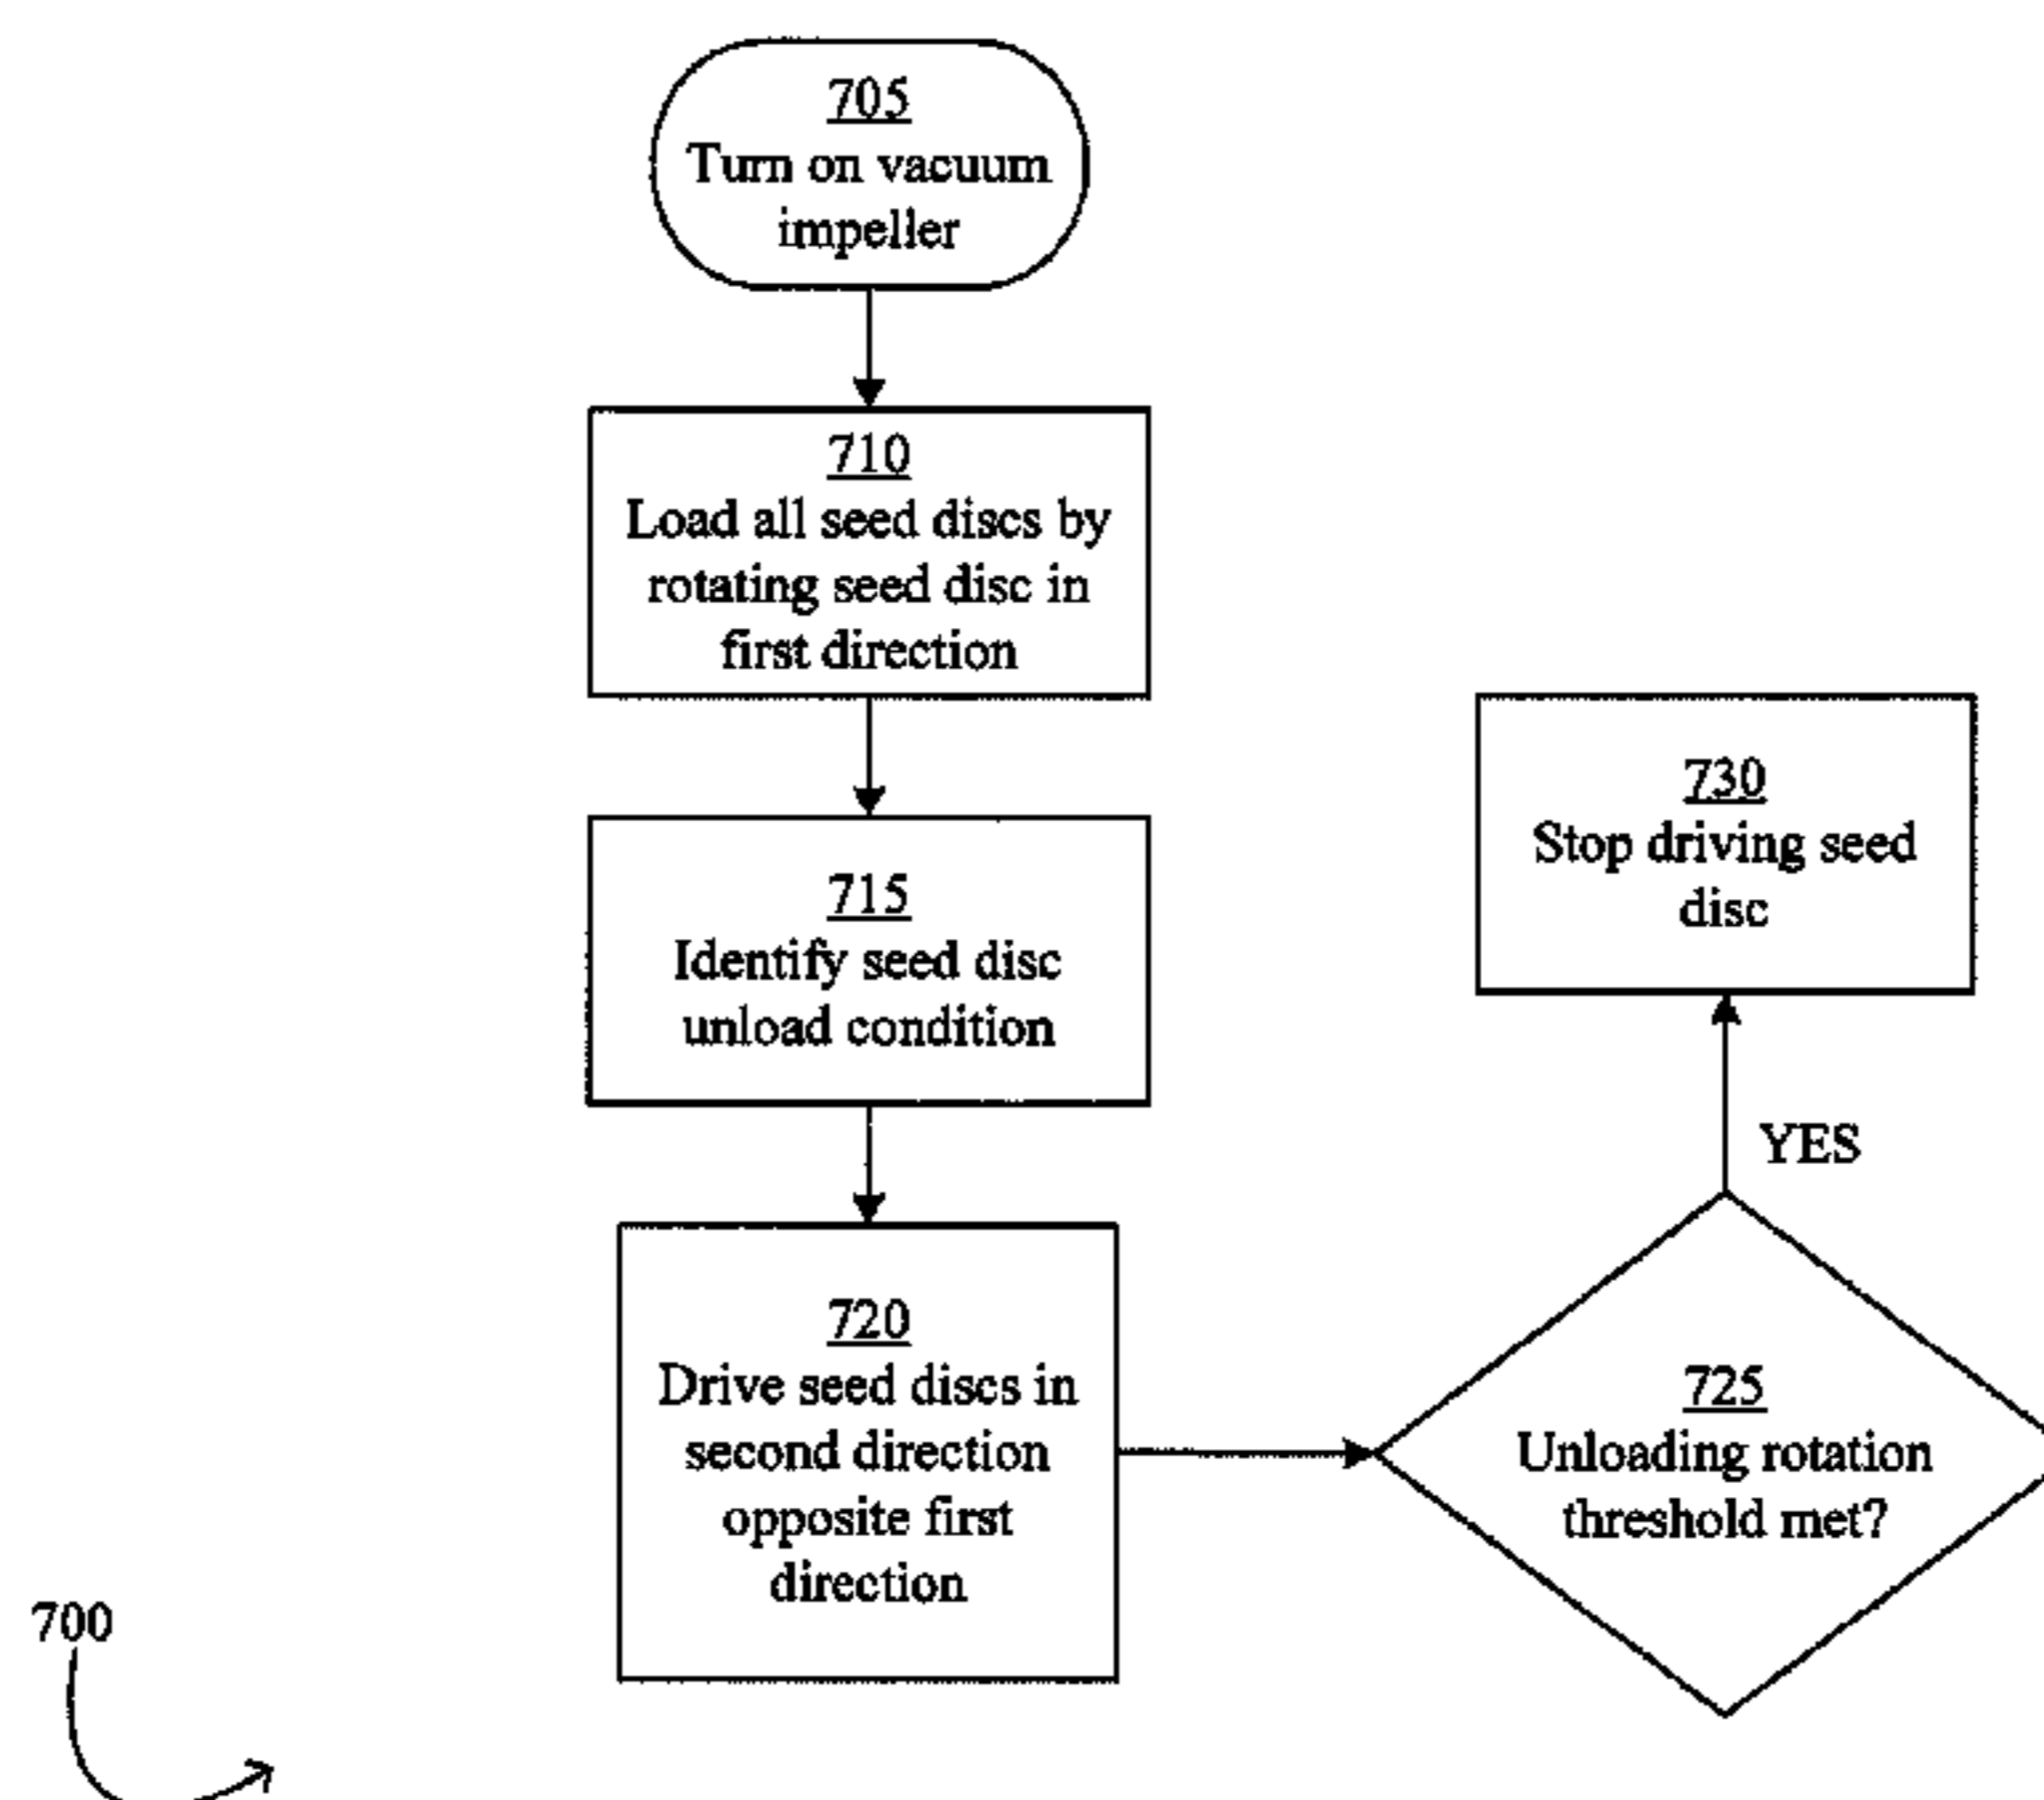 705
Turn on vacuum
impeller
710
Load all seed discs by
rotating seed disc in
first direction
715
Identify seed disc
unload condition
720
Drive seed discs in
second direction
opposite first
direction
725
Unloading rotation
threshold met?
YES
730
Stop driving seed
disc
700